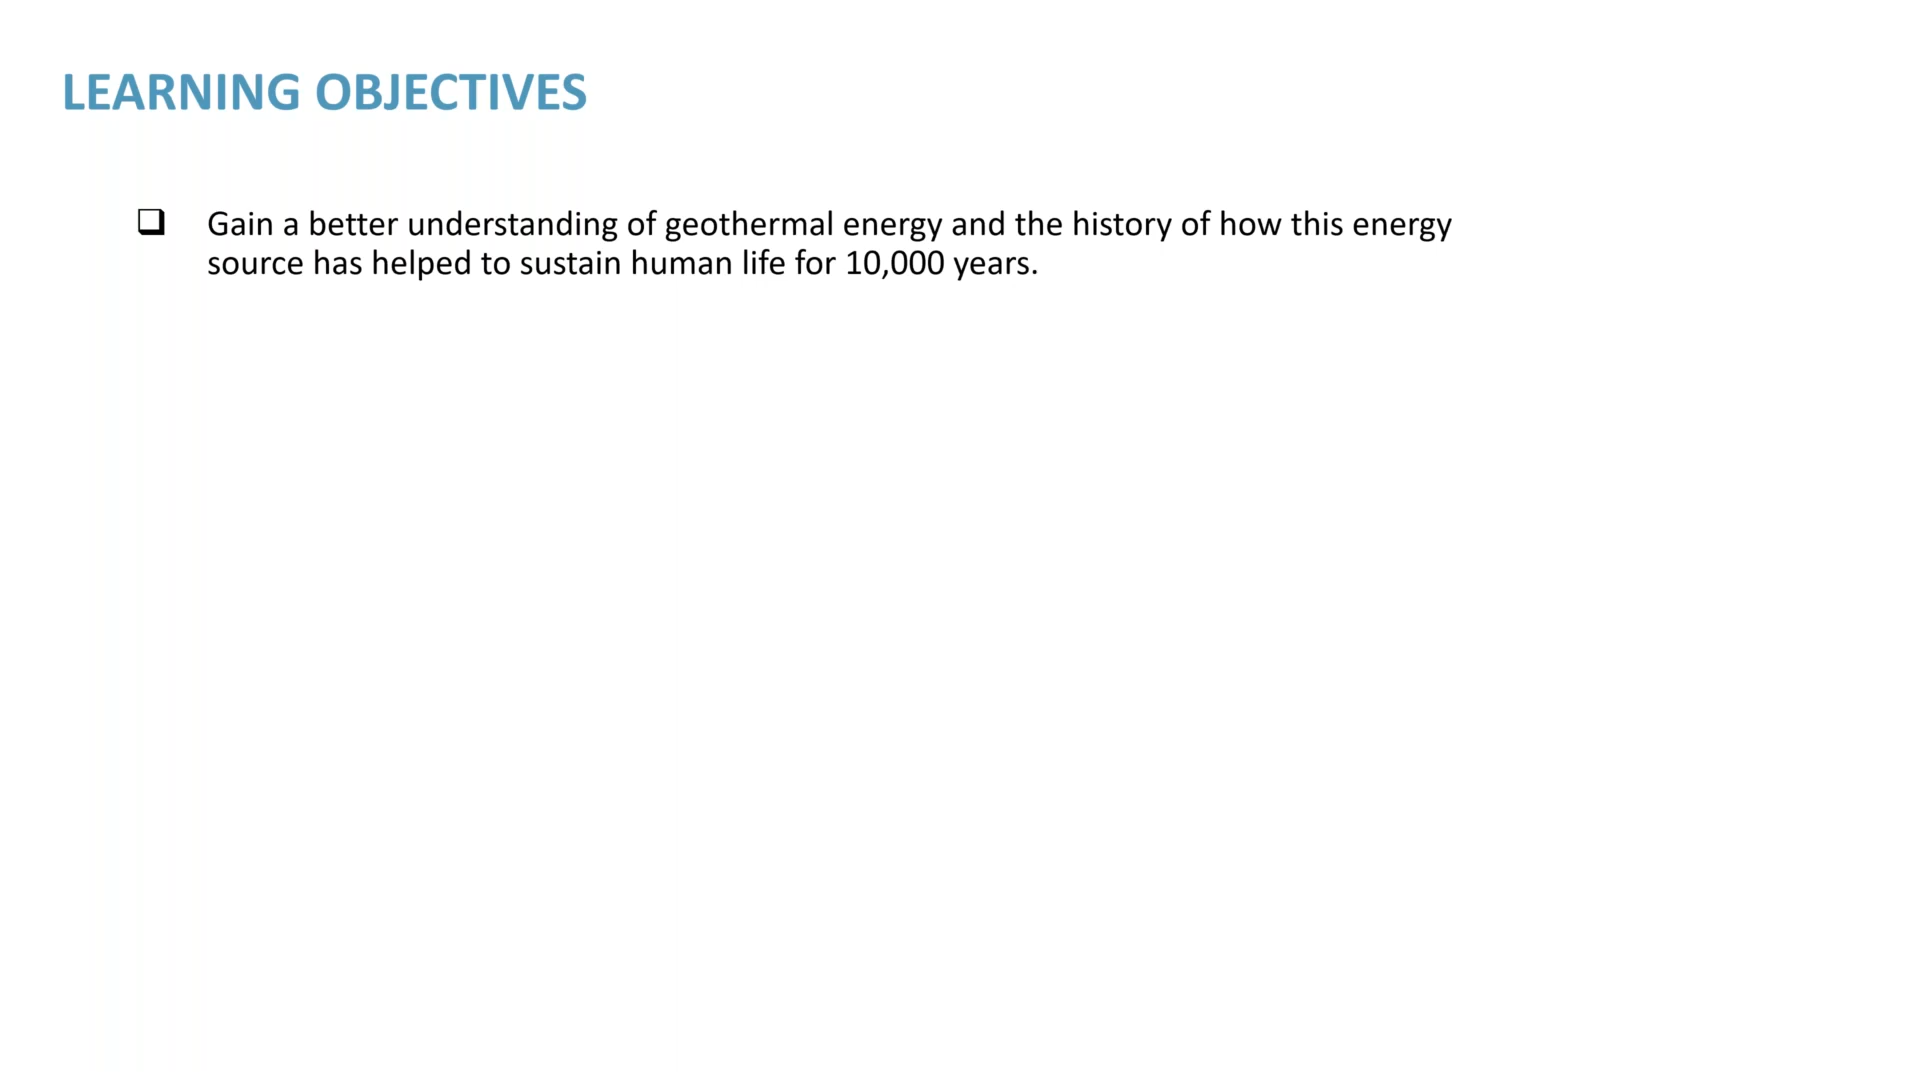 LEARNING OBJECTIVES
Gain a better understanding of geothermal energy and the history of how this energy
source has helped to sustain human life for 10,000 years.